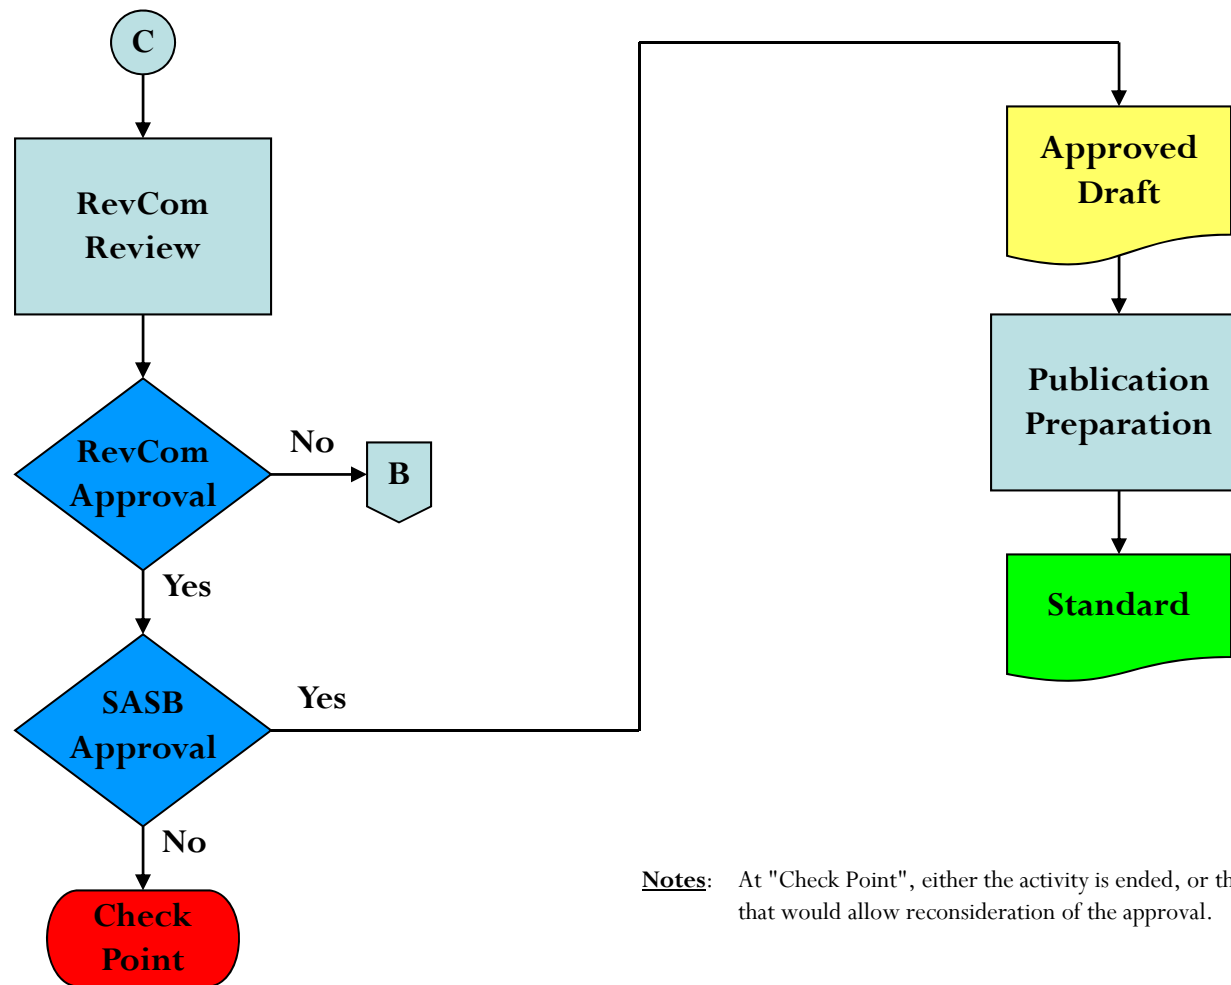 C
RevCom
Review
RevCom
Approval
No
B
Yes
SASB
Approval
Yes
No
Check
Point
Approved
Draft
Publication
Preparation
Standard
Notes: At "Check Point", either the activity is ended, or
that would allow reconsideration of the approval.